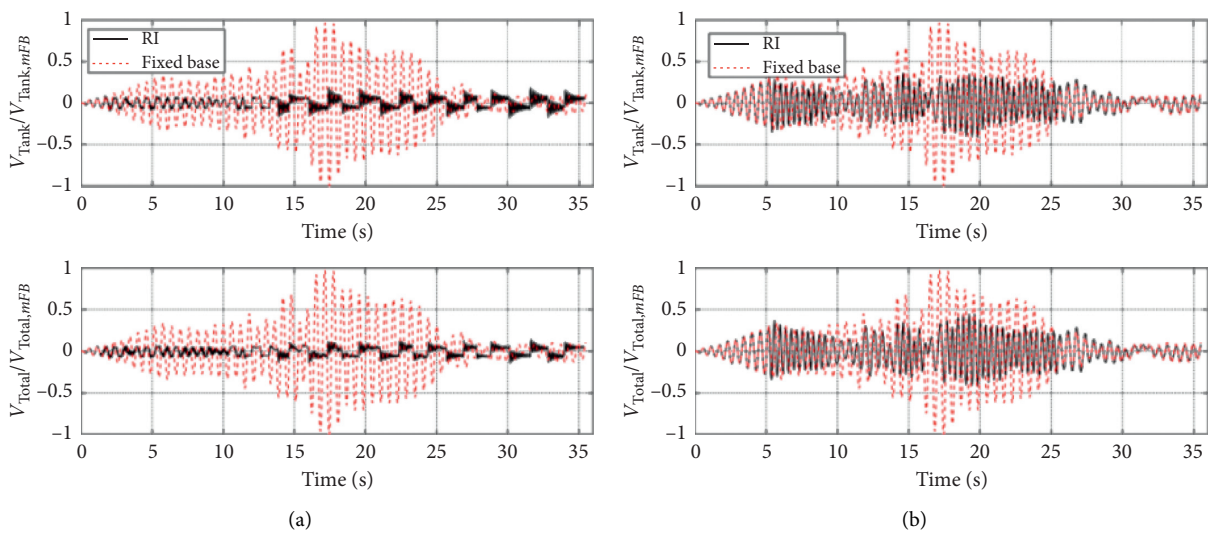 1
0.5
0
−0.5
−1
V_Tank/V_Tank,mFB
RI
Fixed base
0 5 10 15 20 25 30 35
Time (s)
1
0.5
0
−0.5
−1
V_Tank/V_Tank,mFB
RI
Fixed base
0 5 10 15 20 25 30 35
Time (s)
1
0.5
0
−0.5
−1
V_Total/V_Total,mFB
0 5 10 15 20 25 30 35
Time (s)
1
0.5
0
−0.5
−1
V_Total/V_Total,mFB
0 5 10 15 20 25 30 35
Time (s)
(a)
(b)